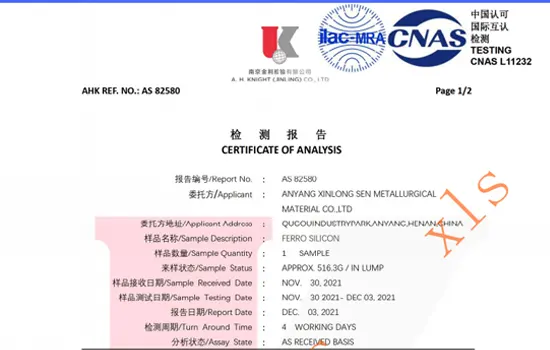 中国认可
国际互认
检测
TESTING
CNAS L11232
ilac-MRA
CNAS
K
南京金利检验有限公司
A. H. KNIGHT (JINLING) CO., LTD
AHK REF. NO.: AS 82580 Page 1/2
检 测 报 告
CERTIFICATE OF ANALYSIS
报告编号/Report No. : AS 82580
委托方/Applicant : ANYANG XINLONG SEN METALLURGICAL
MATERIAL CO.,LTD
委托方地址/Applicant Address : QUGOUINDUSTRYPARK,ANYANG,HENAN,CHINA
样品名称/Sample Description : FERRO SILICON
样品数量/Sample Quantity : 1 SAMPLE
来样状态/Sample Status : APPROX. 516.3G / IN LUMP
样品接收日期/Sample Received Date : NOV. 30, 2021
样品测试日期/Sample Testing Date : NOV. 30 2021– DEC 03, 2021
报告日期/Report Date : DEC. 03, 2021
检测周期/Turn Around Time : 4 WORKING DAYS
分析状态/Assay State : AS RECEIVED BASIS
xls